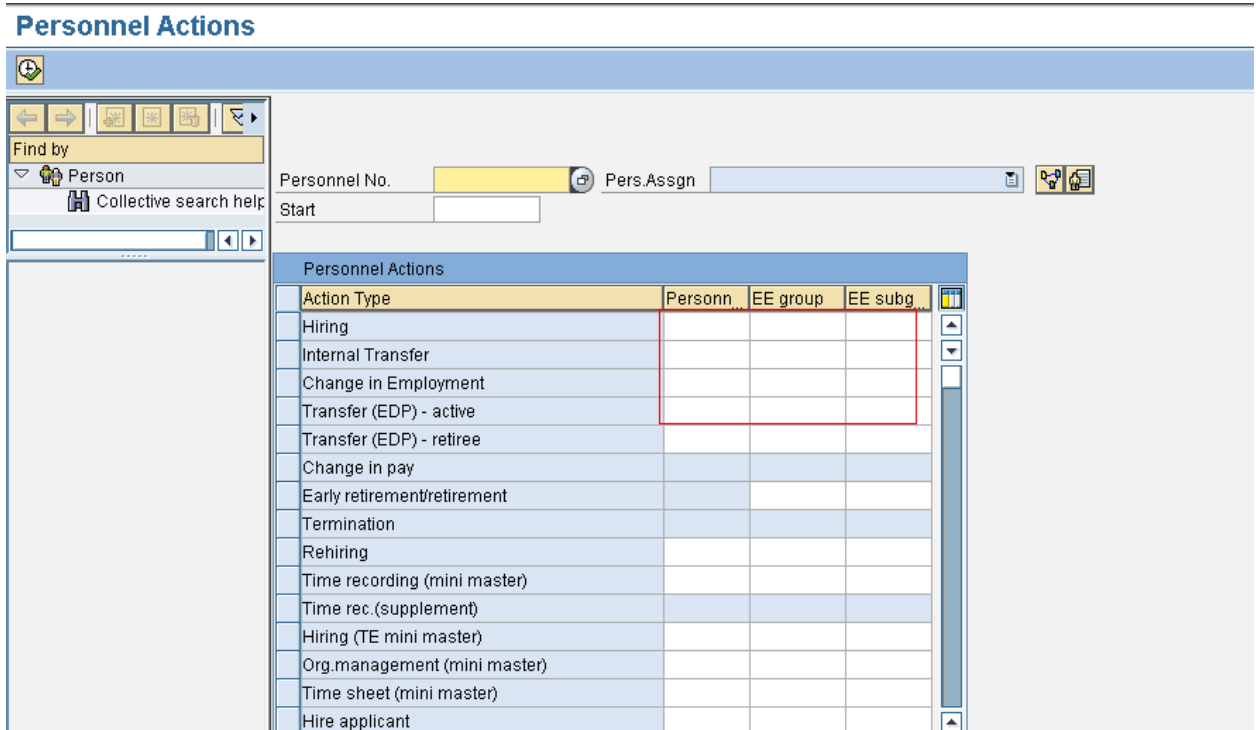 Personnel Actions
Find by
Person
Collective search help
Personnel No.
Pers.Assgn
Start
Personnel Actions
Action Type Personn... EE group EE subg...
Hiring
Internal Transfer
Change in Employment
Transfer (EDP) - active
Transfer (EDP) - retiree
Change in pay
Early retirement/retirement
Termination
Rehiring
Time recording (mini master)
Time rec.(supplement)
Hiring (TE mini master)
Org.management (mini master)
Time sheet (mini master)
Hire applicant